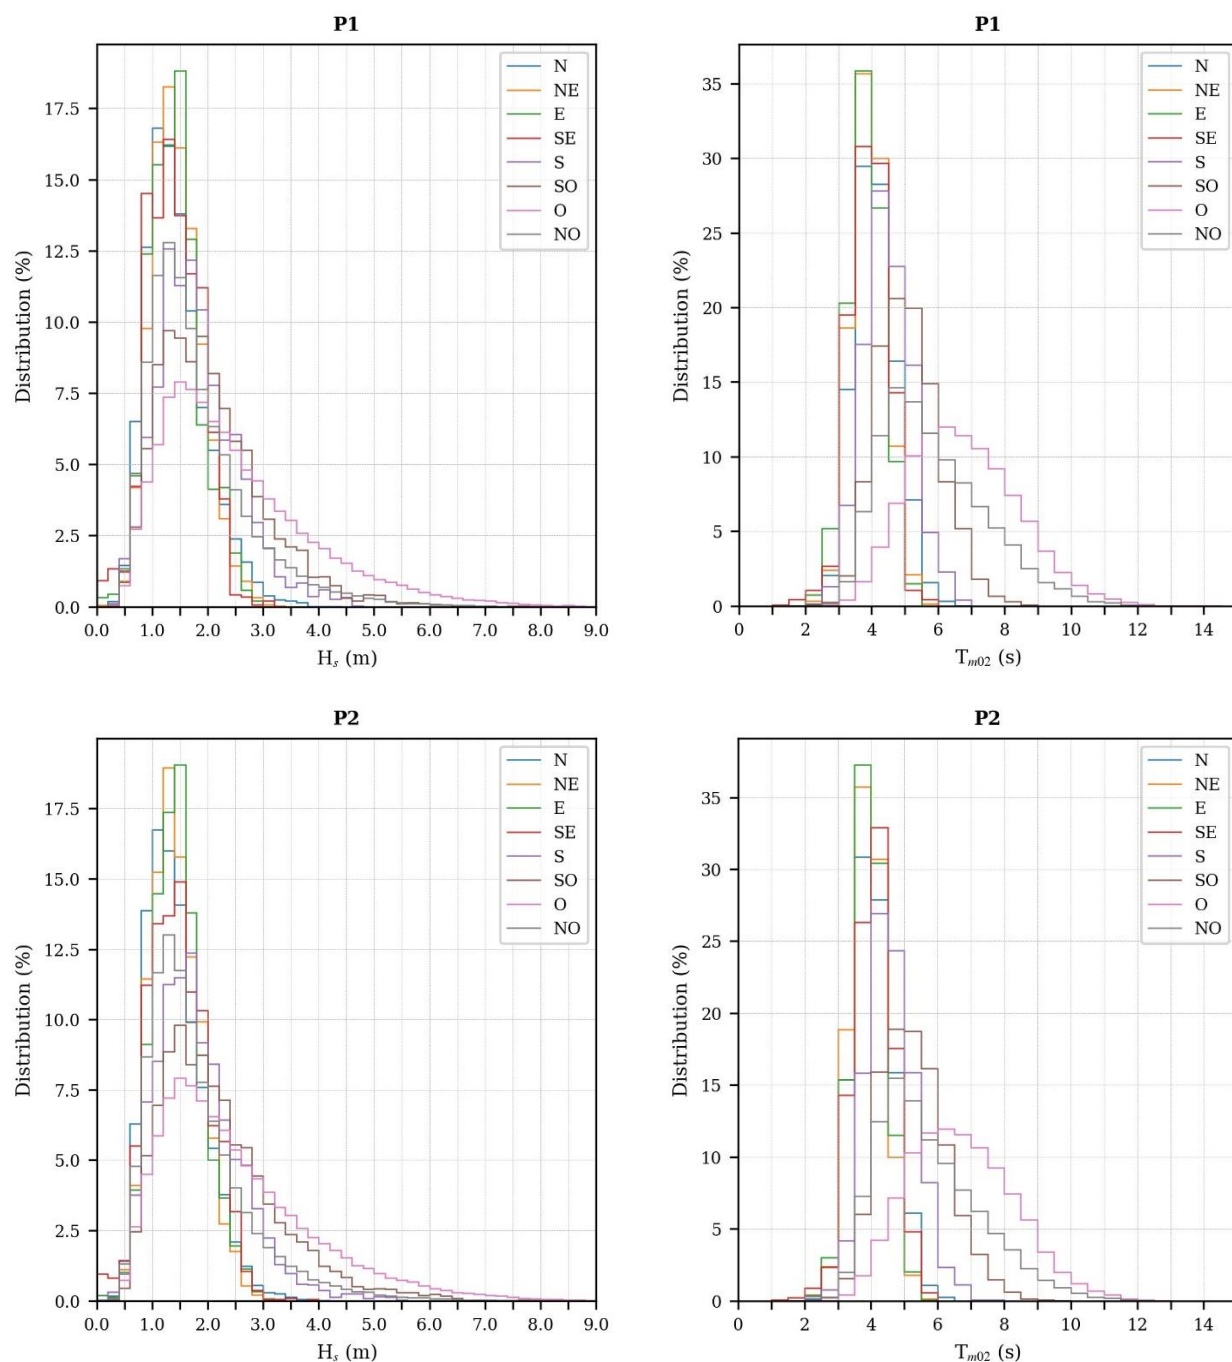 P1
Distribution (%)
17.5
15.0
12.5
10.0
7.5
5.0
2.5
0.0
0.0 1.0 2.0 3.0 4.0 5.0 6.0 7.0 8.0 9.0
H_s (m)
N
NE
E
SE
S
SO
O
NO
P1
Distribution (%)
35
30
25
20
15
10
5
0
0 2 4 6 8 10 12 14
T_m02 (s)
N
NE
E
SE
S
SO
O
NO
P2
Distribution (%)
17.5
15.0
12.5
10.0
7.5
5.0
2.5
0.0
0.0 1.0 2.0 3.0 4.0 5.0 6.0 7.0 8.0 9.0
H_s (m)
N
NE
E
SE
S
SO
O
NO
P2
Distribution (%)
35
30
25
20
15
10
5
0
0 2 4 6 8 10 12 14
T_m02 (s)
N
NE
E
SE
S
SO
O
NO